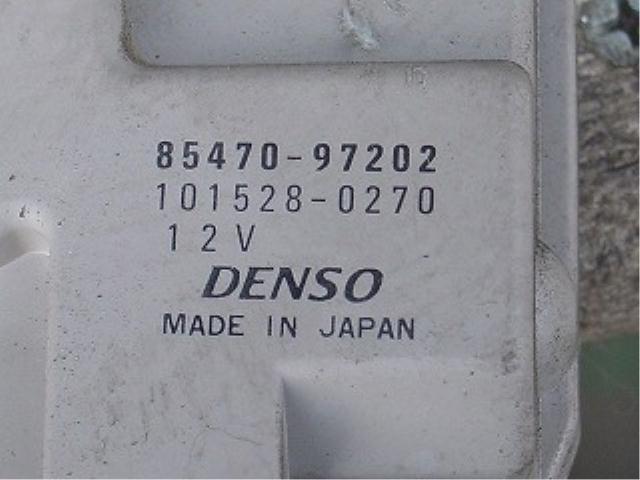 85470-97202
101528-0270
12V
DENSO
MADE IN JAPAN